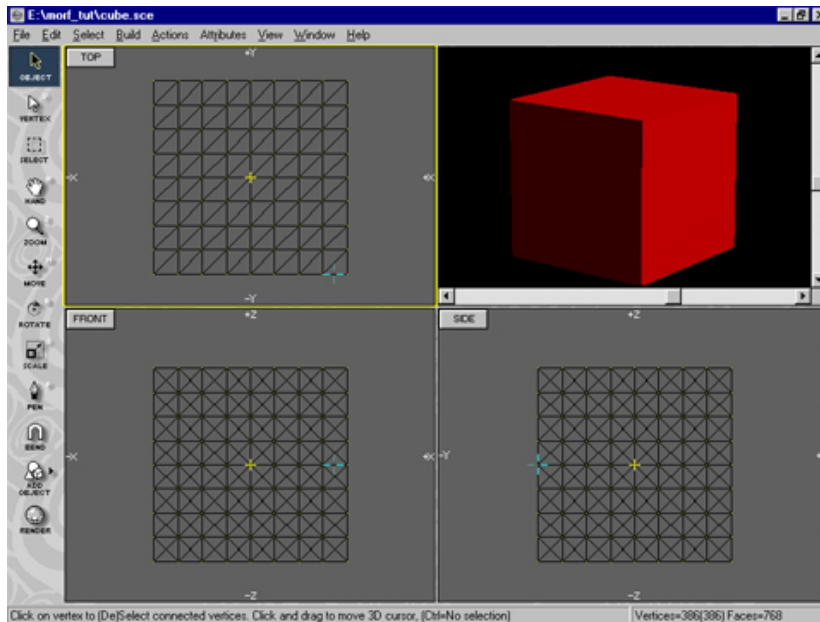 E:\morf_tut\cube.sce
File Edit Select Build Actions Attributes View Window Help
OBJECT
VERTEX
SELECT
HAND
ZOOM
MOVE
ROTATE
SCALE
PEN
BEND
ADD
OBJECT
RENDER
TOP
+Y
-X
+X
-Y
FRONT
+Z
-X
+X
-Z
SIDE
+Z
-Y
-Z
Click on vertex to (De)Select connected vertices. Click and drag to move 3D cursor, (Ctrl=No selection)
Vertices=386(386) Faces=768